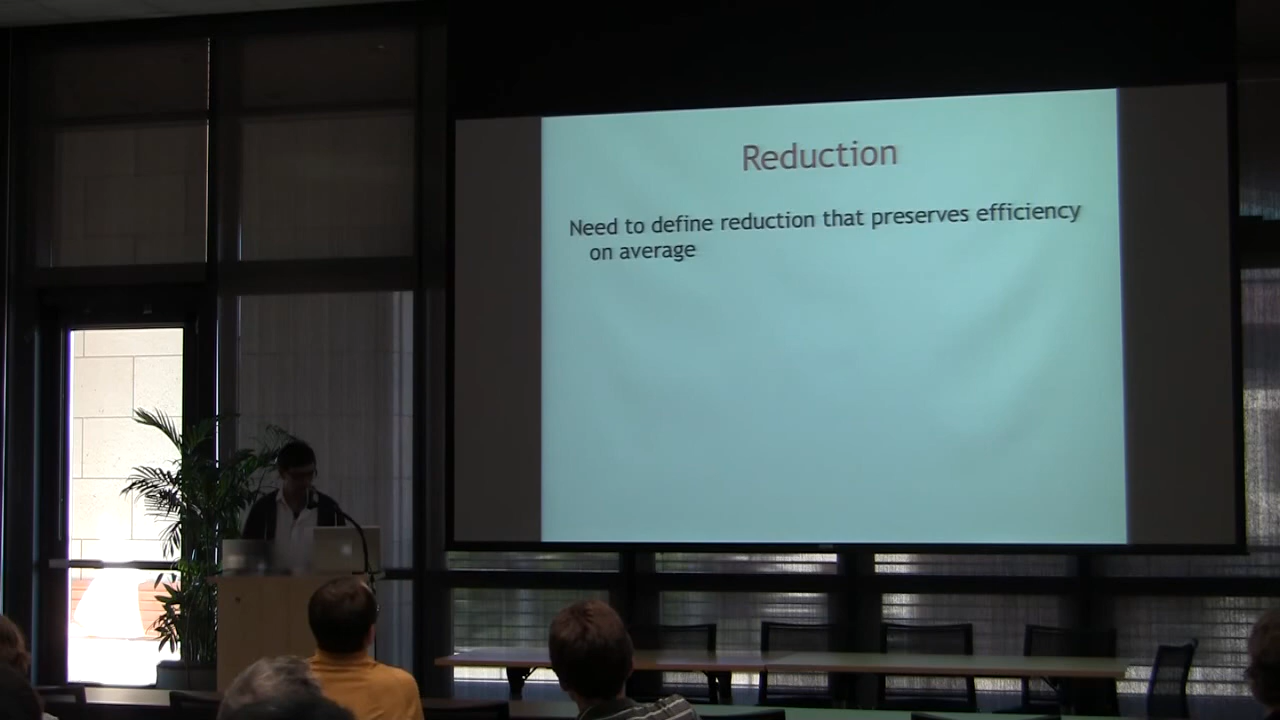 Reduction
Need to define reduction that preserves efficiency
on average